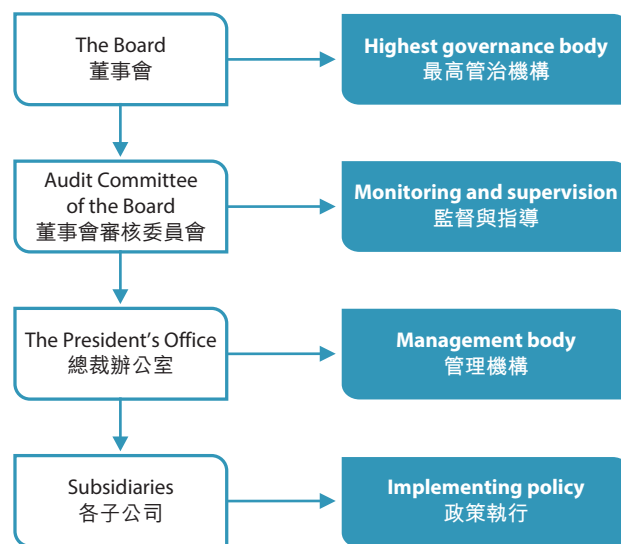 The Board
董事會
Highest governance body
最高管治機構
Audit Committee
of the Board
董事會審核委員會
Monitoring and supervision
監督與指導
The President’s Office
總裁辦公室
Management body
管理機構
Subsidiaries
各子公司
Implementing policy
政策執行